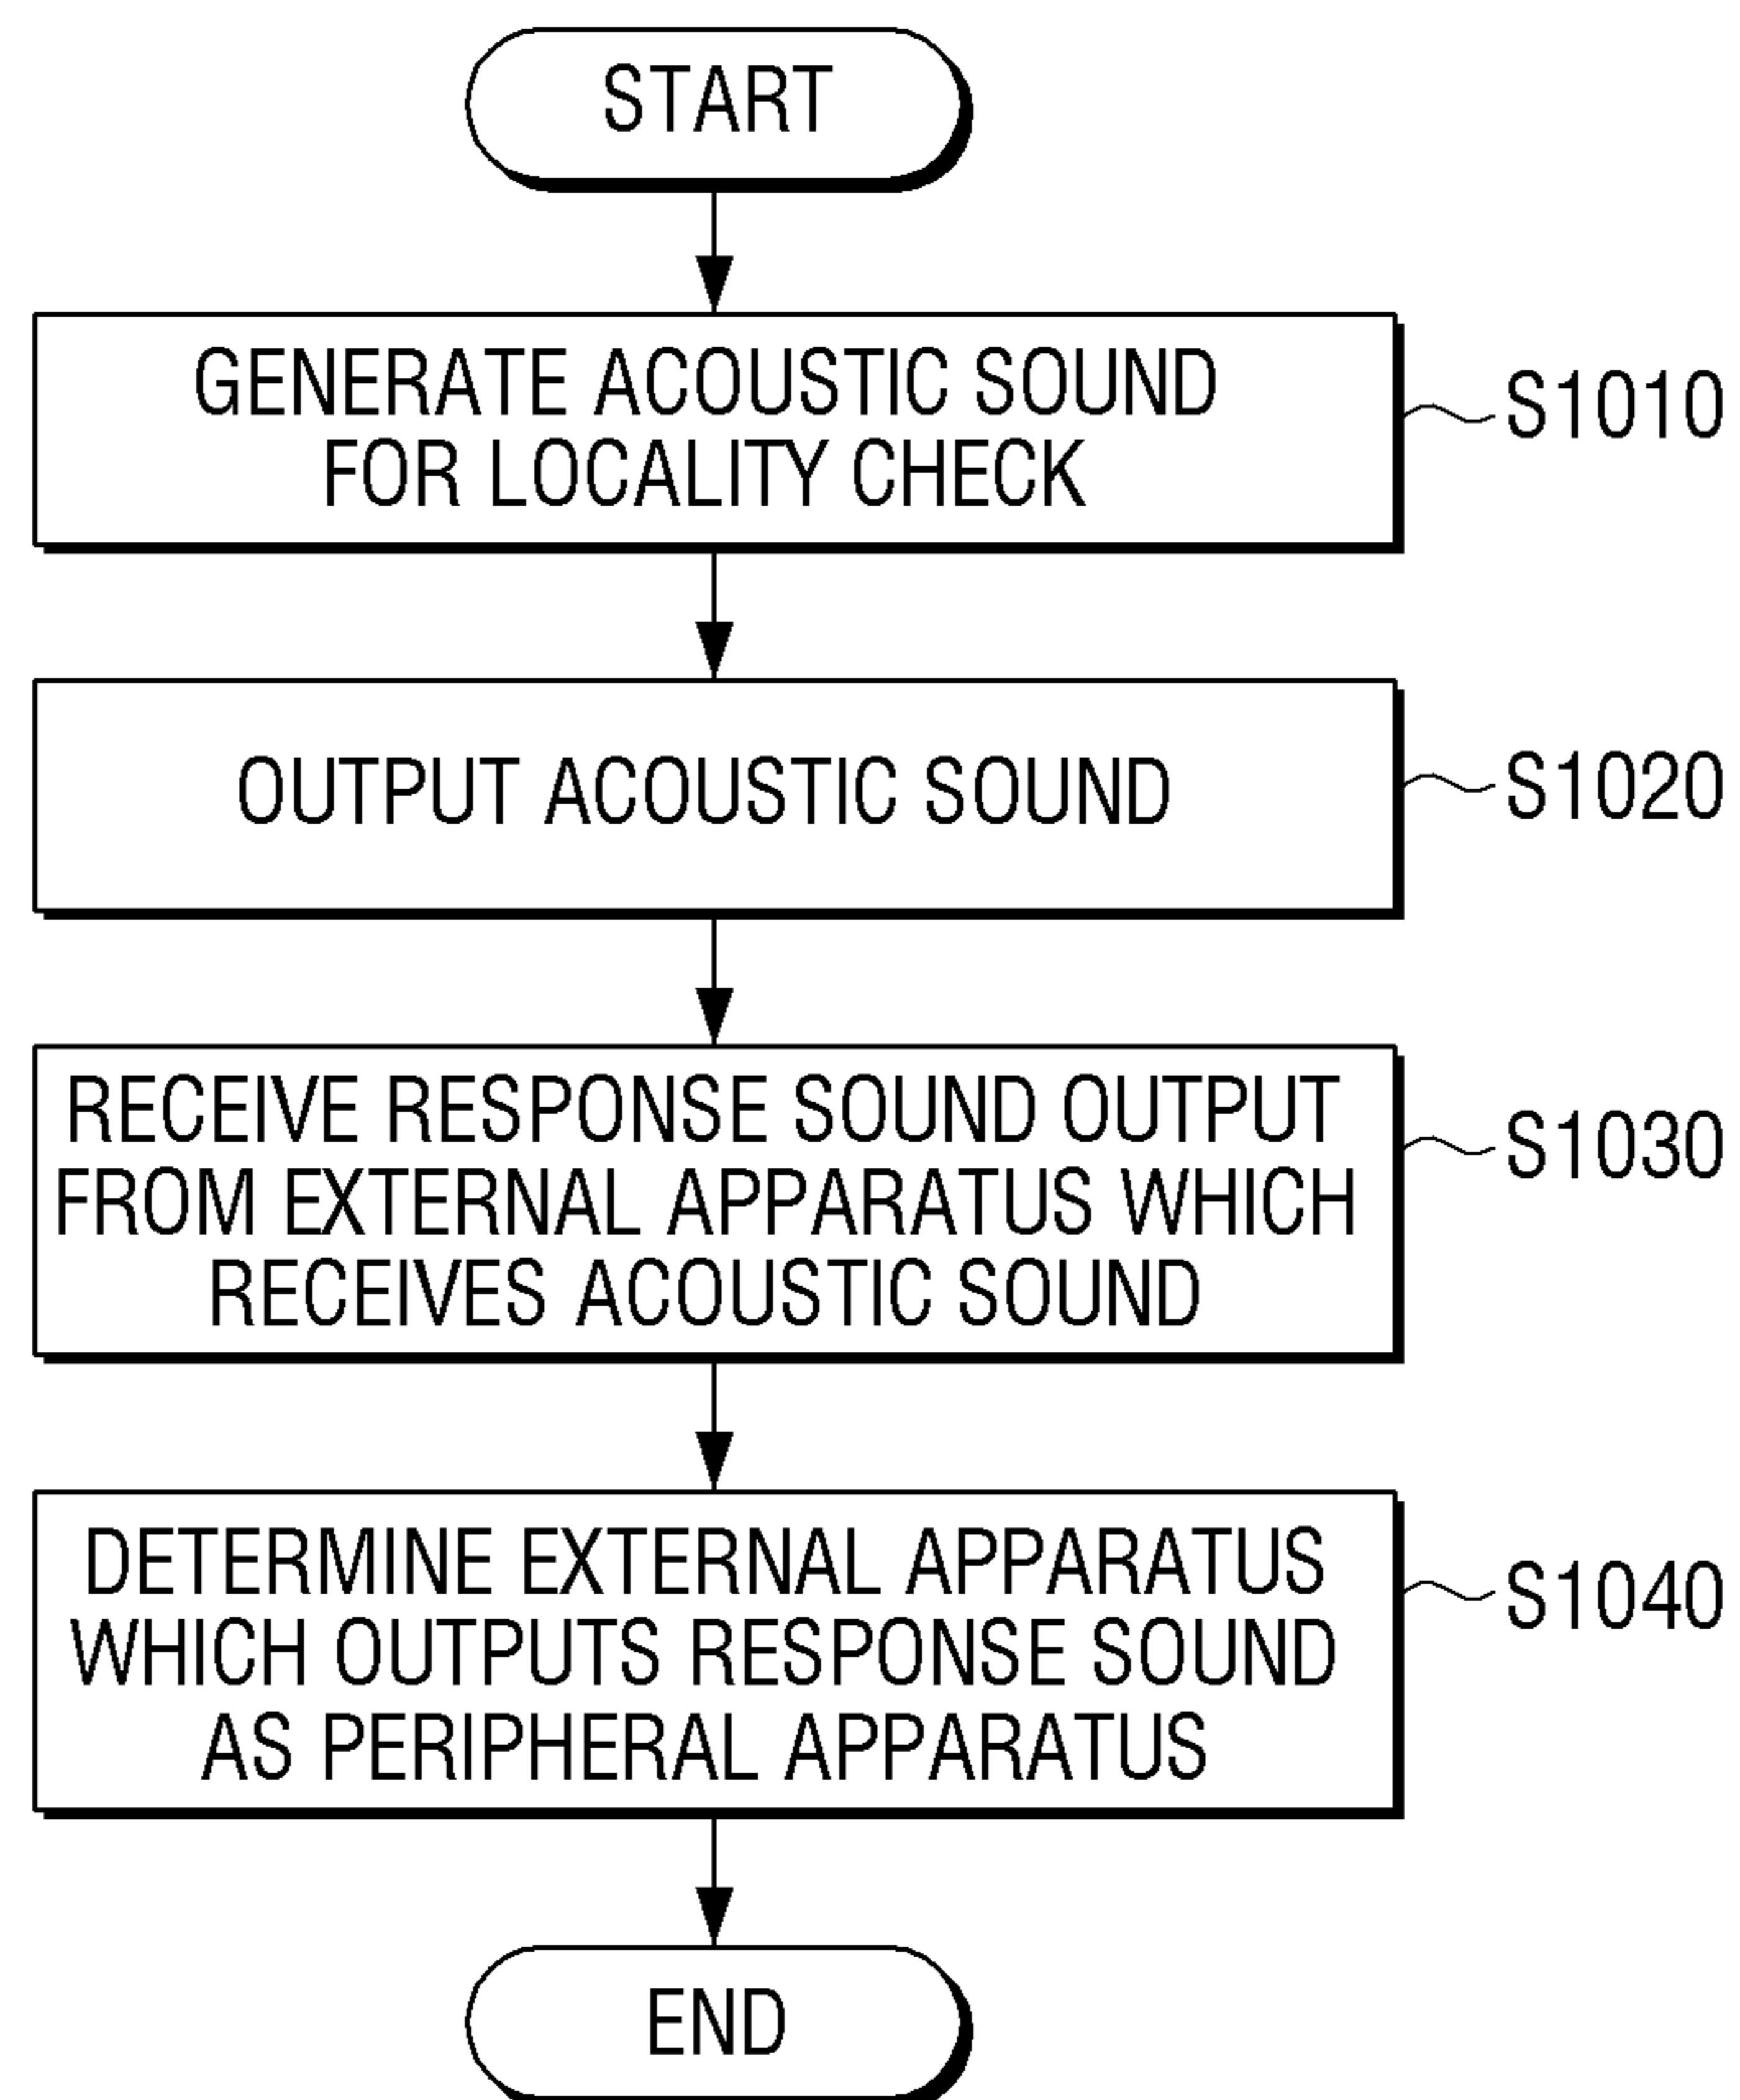 START
GENERATE ACOUSTIC SOUND
FOR LOCALITY CHECK
S1010
OUTPUT ACOUSTIC SOUND
S1020
RECEIVE RESPONSE SOUND OUTPUT
FROM EXTERNAL APPARATUS WHICH
RECEIVES ACOUSTIC SOUND
S1030
DETERMINE EXTERNAL APPARATUS
WHICH OUTPUTS RESPONSE SOUND
AS PERIPHERAL APPARATUS
S1040
END